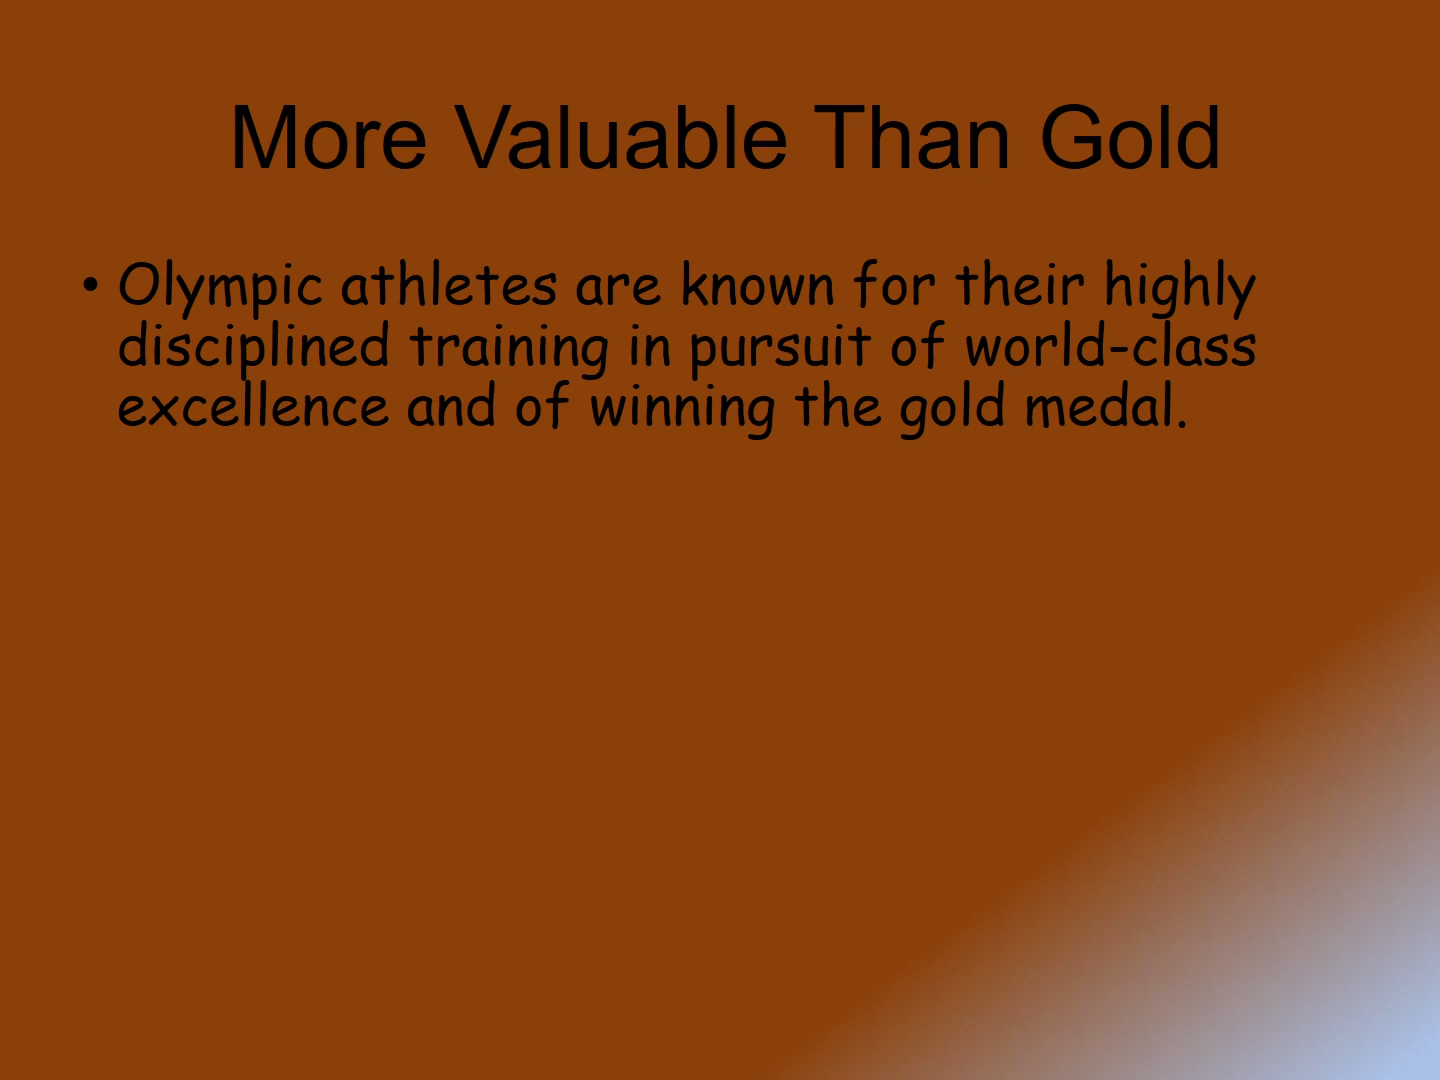 More Valuable Than Gold
• Olympic athletes are known for their highly
disciplined training in pursuit of world-class
excellence and of winning the gold medal.